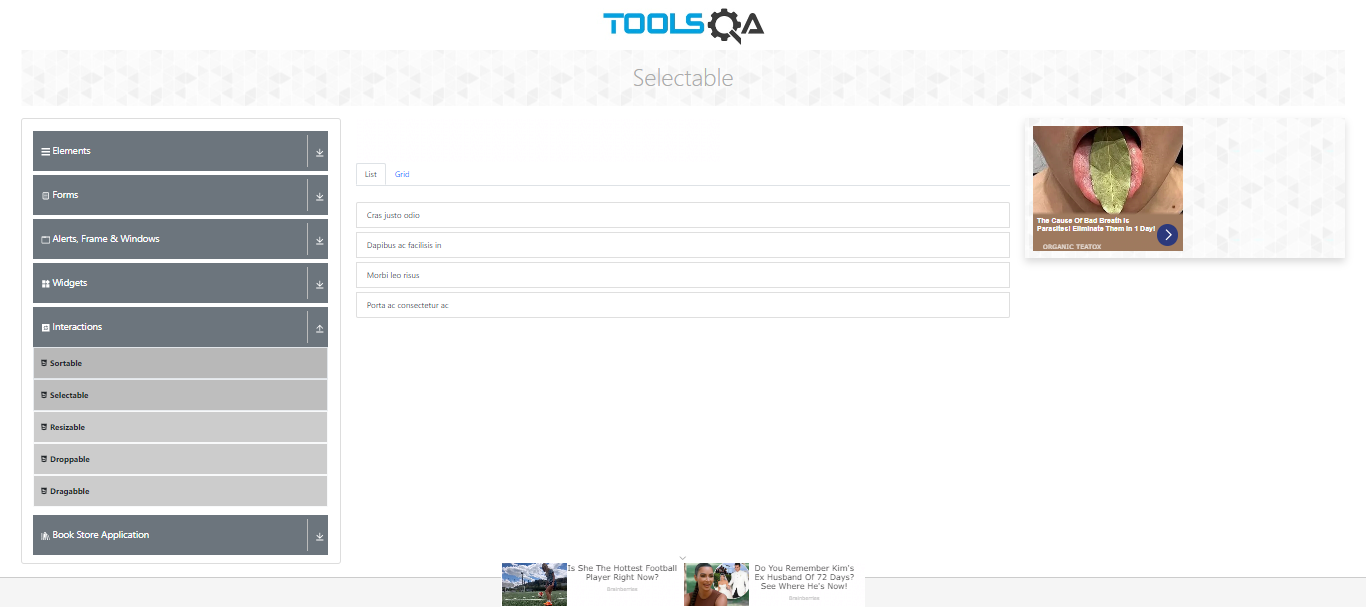 TOOLSQA
Selectable
Elements
Forms
Alerts, Frame & Windows
Widgets
Interactions
Sortable
Selectable
Resizable
Droppable
Dragabble
Book Store Application
List
Grid
Cras justo odio
Dapibus ac facilisis in
Morbi leo risus
Porta ac consectetur ac
The Cause Of Bad Breath Is
Parasites! Eliminate Them In 1 Day!
ORGANIC TEATOX
Is She The Hottest Football
Player Right Now?
Brainberries
Do You Remember Kim's
Ex Husband Of 72 Days?
See Where He's Now!
Brainberries